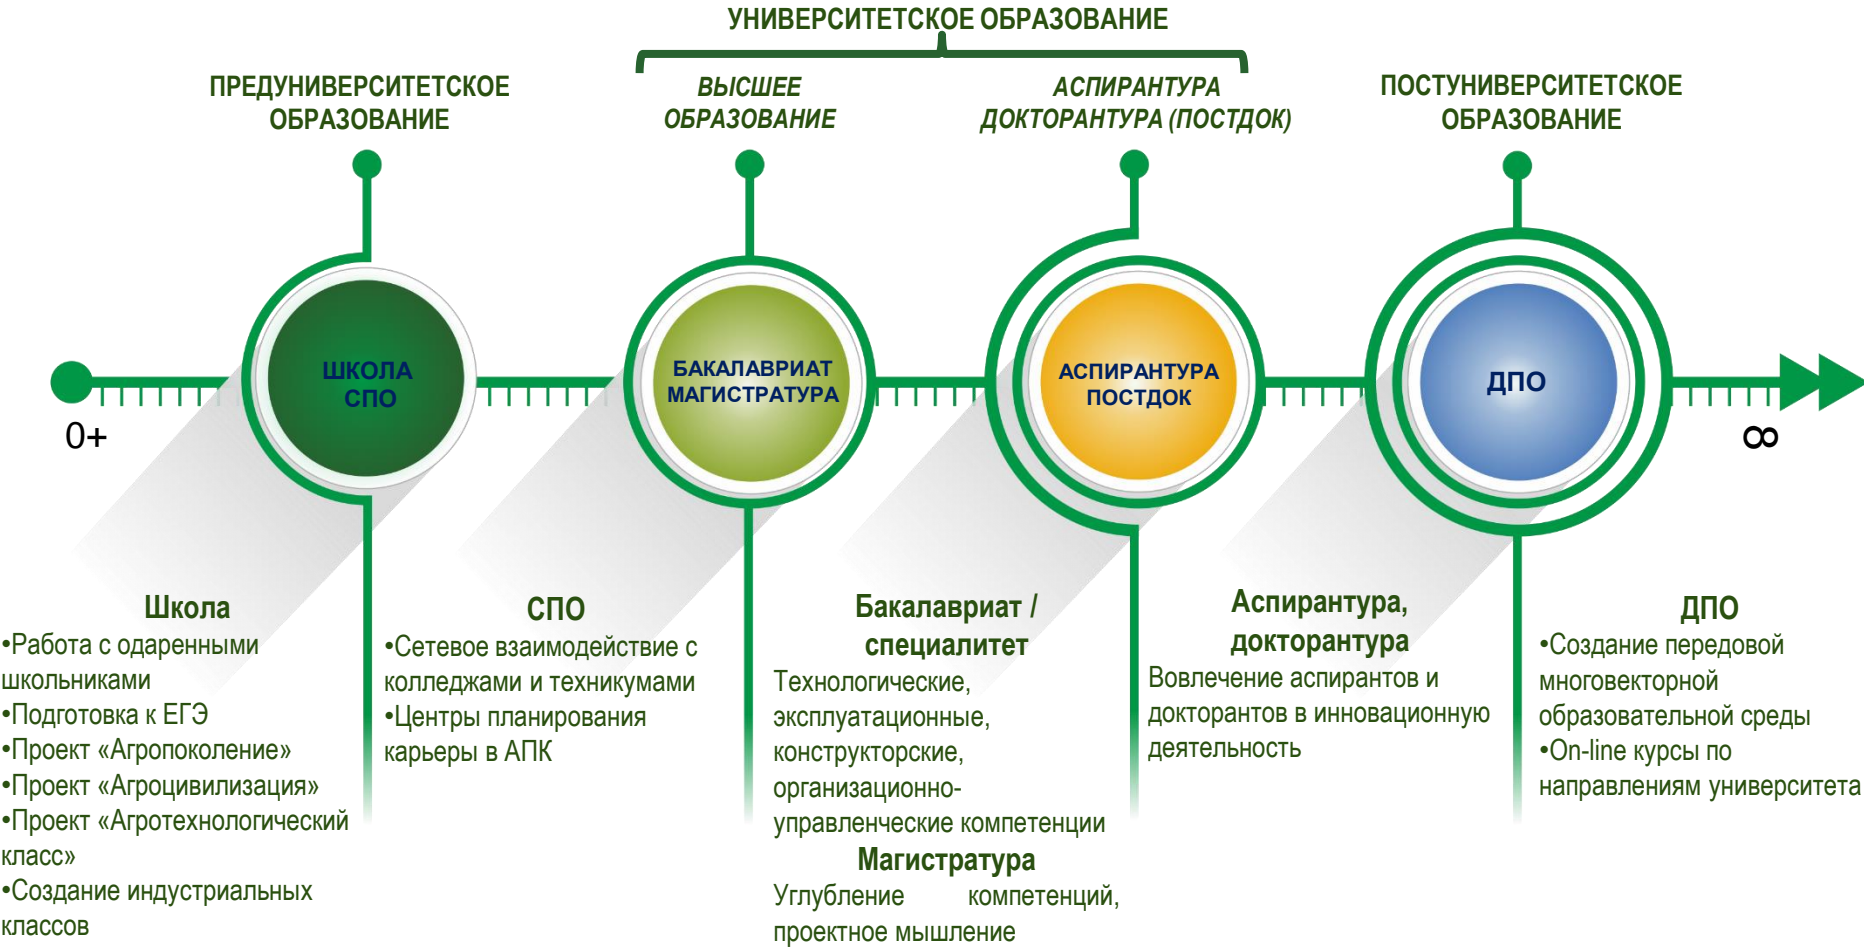 УНИВЕРСИТЕТСКОЕ ОБРАЗОВАНИЕ
ПРЕДУНИВЕРСИТЕТСКОЕ
ОБРАЗОВАНИЕ
ВЫСШЕЕ
ОБРАЗОВАНИЕ
АСПИРАНТУРА
ДОКТОРАНТУРА (ПОСТДОК)
ПОСТУНИВЕРСИТЕТСКОЕ
ОБРАЗОВАНИЕ
ШКОЛА
СПО
БАКАЛАВРИАТ
МАГИСТРАТУРА
АСПИРАНТУРА
ПОСТДОК
ДПО
0+
∞
Школа
•Работа с одаренными
школьниками
•Подготовка к ЕГЭ
•Проект «Агропоколение»
•Проект «Агроцивилизация»
•Проект «Агротехнологический
класс»
•Создание индустриальных
классов
СПО
•Сетевое взаимодействие с
колледжами и техникумами
•Центры планирования
карьеры в АПК
Бакалавриат /
специалитет
Технологические,
эксплуатационные,
конструкторские,
организационно-
управленческие компетенции
Магистратура
Углубление компетенций,
проектное мышление
Аспирантура,
докторантура
Вовлечение аспирантов и
докторантов в инновационную
деятельность
ДПО
•Создание передовой
многовекторной
образовательной среды
•On-line курсы по
направлениям университета